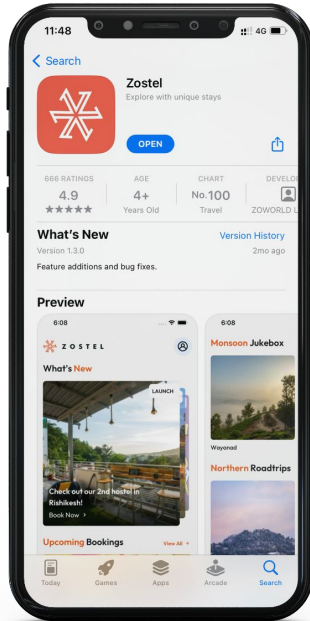 11:48
4G
Search
Zostel
Explore with unique stays
OPEN
666 RATINGS
4.9
AGE
4+
Years Old
CHART
No.100
Travel
DEVELO
ZOWORLD L
What's New
Version History
Version 1.3.0
2mo ago
Feature additions and bug fixes.
Preview
6:08
ZOSTEL
What's New
LAUNCH
Check out our 2nd hostel in
Rishikesh!
Book Now >
Upcoming Bookings
View All
6:08
Monsoon Jukebox
Wayanad
Northern Roadtrips
Today
Games
Apps
Arcade
Search